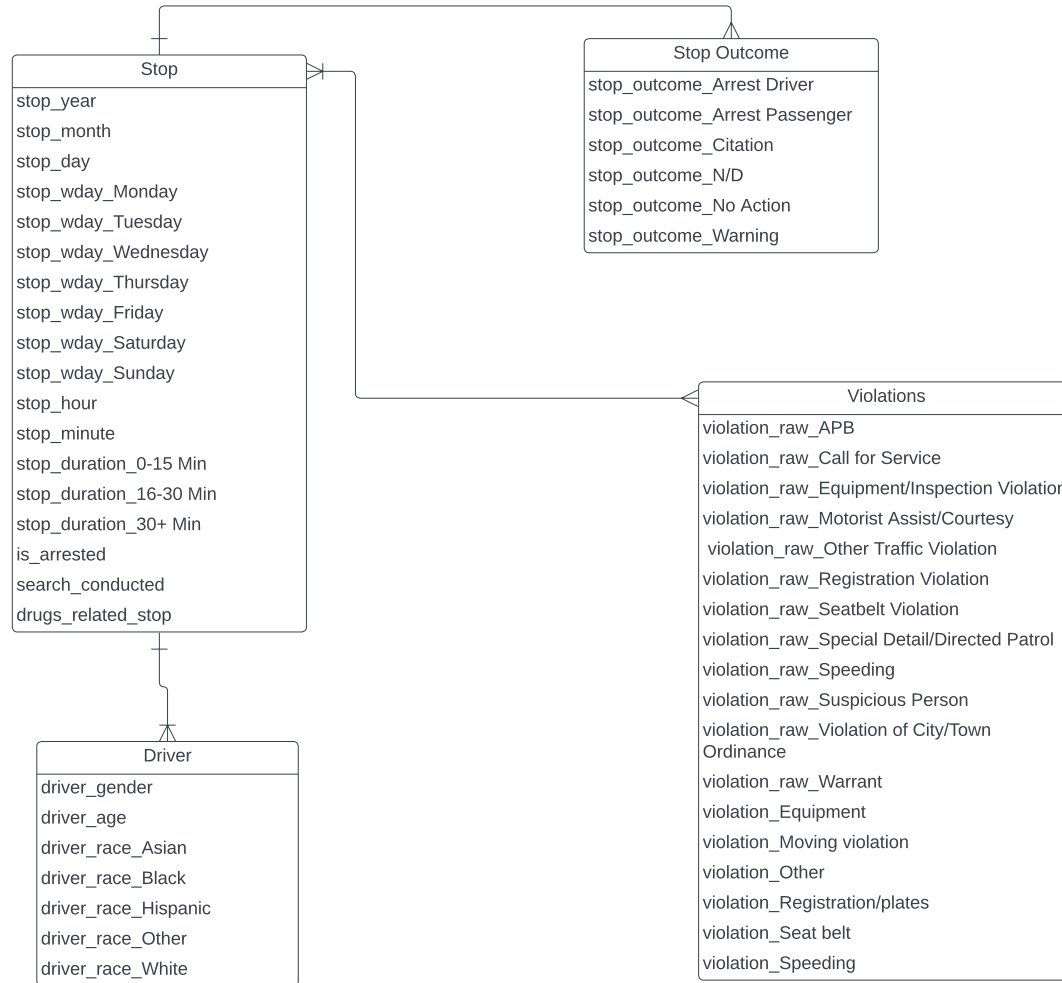 Stop
stop_year
stop_month
stop_day
stop_wday_Monday
stop_wday_Tuesday
stop_wday_Wednesday
stop_wday_Thursday
stop_wday_Friday
stop_wday_Saturday
stop_wday_Sunday
stop_hour
stop_minute
stop_duration_0-15 Min
stop_duration_16-30 Min
stop_duration_30+ Min
is_arrested
search_conducted
drugs_related_stop
Stop Outcome
stop_outcome_Arrest Driver
stop_outcome_Arrest Passenger
stop_outcome_Citation
stop_outcome_N/D
stop_outcome_No Action
stop_outcome_Warning
Driver
driver_gender
driver_age
driver_race_Asian
driver_race_Black
driver_race_Hispanic
driver_race_Other
driver_race_White
Violations
violation_raw_APB
violation_raw_Call for Service
violation_raw_Equipment/Inspection Violation
violation_raw_Motorist Assist/Courtesy
violation_raw_Other Traffic Violation
violation_raw_Registration Violation
violation_raw_Seatbelt Violation
violation_raw_Special Detail/Directed Patrol
violation_raw_Speeding
violation_raw_Suspicious Person
violation_raw_Violation of City/Town
Ordinance
violation_raw_Warrant
violation_Equipment
violation_Moving violation
violation_Other
violation_Registration/plates
violation_Seat belt
violation_Speeding